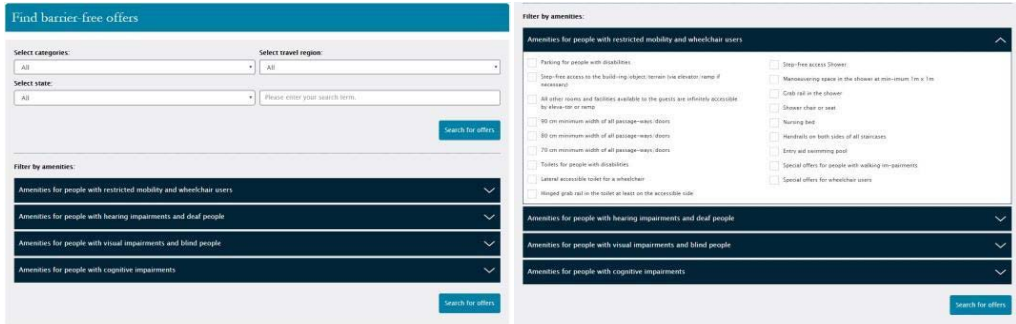 Find barrier-free offers
Select categories:
Select travel region:
All
All
Select state:
All
Please enter your search term.
Search for offers
Filter by amenities:
Amenities for people with restricted mobility and wheelchair users
Amenities for people with hearing impairments and deaf people
Amenities for people with visual impairments and blind people
Amenities for people with cognitive impairments
Search for offers
Filter by amenities:
Amenities for people with restricted mobility and wheelchair users
Parking for people with disabilities
Step-free access to the build-ing/object/terrain (via elevator/ramp if
necessary)
All other rooms and facilities available to the guests are infinitely accessible
by eleva-tor or ramp
90 cm minimum width of all passage-ways/doors
80 cm minimum width of all passage-ways/doors
70 cm minimum width of all passage-ways/doors
Toilets for people with disabilities
Lateral accessible toilet for a wheelchair
Hinged grab rail in the toilet at least on the accessible side
Step-free access Shower
Manoeuvering space in the shower at min-imum 1m x 1m
Grab rail in the shower
Shower chair or seat
Nursing bed
Handrails on both sides of all staircases
Entry aid swimming pool
Special offers for people with walking im-pairments
Special offers for wheelchair users
Amenities for people with hearing impairments and deaf people
Amenities for people with visual impairments and blind people
Amenities for people with cognitive impairments
Search for offers